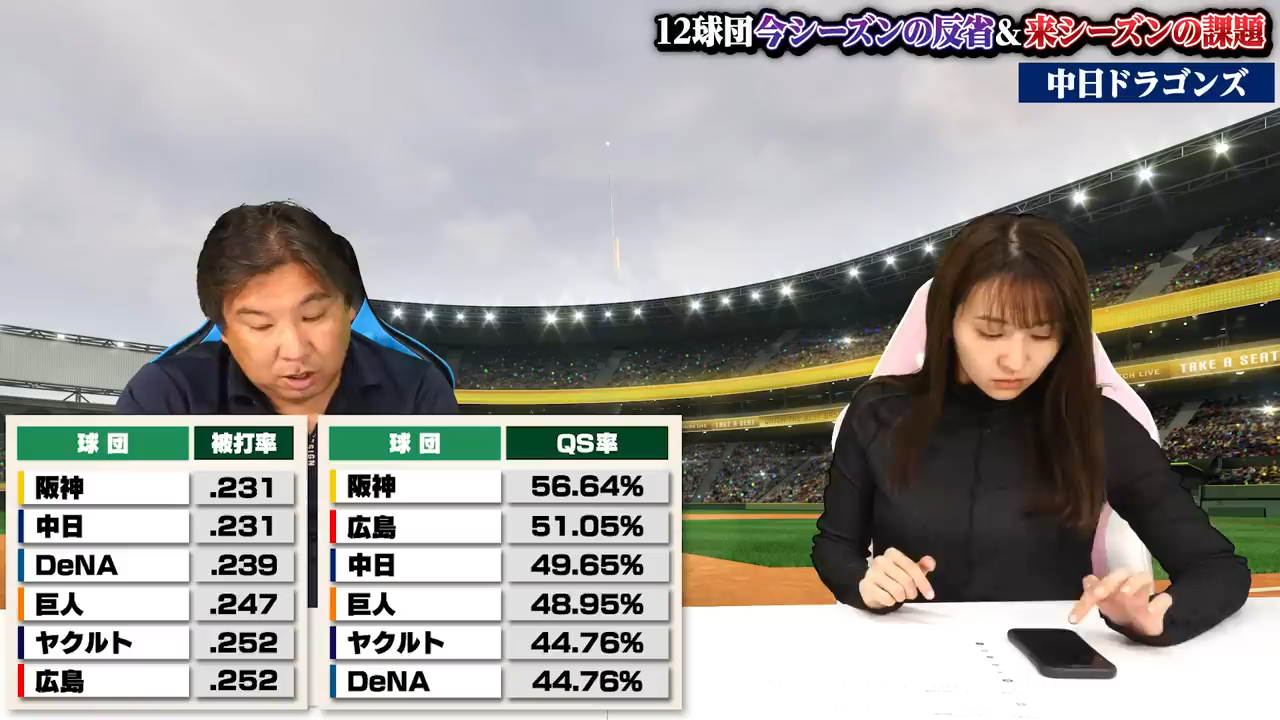 12球団今シーズンの反省&来シーズンの課題
中日ドラゴンズ
TAKE A SEAT
球団 被打率
阪神 .231
中日 .231
DeNA .239
巨人 .247
ヤクルト .252
広島 .252
球団 QS率
阪神 56.64%
広島 51.05%
中日 49.65%
巨人 48.95%
ヤクルト 44.76%
DeNA 44.76%